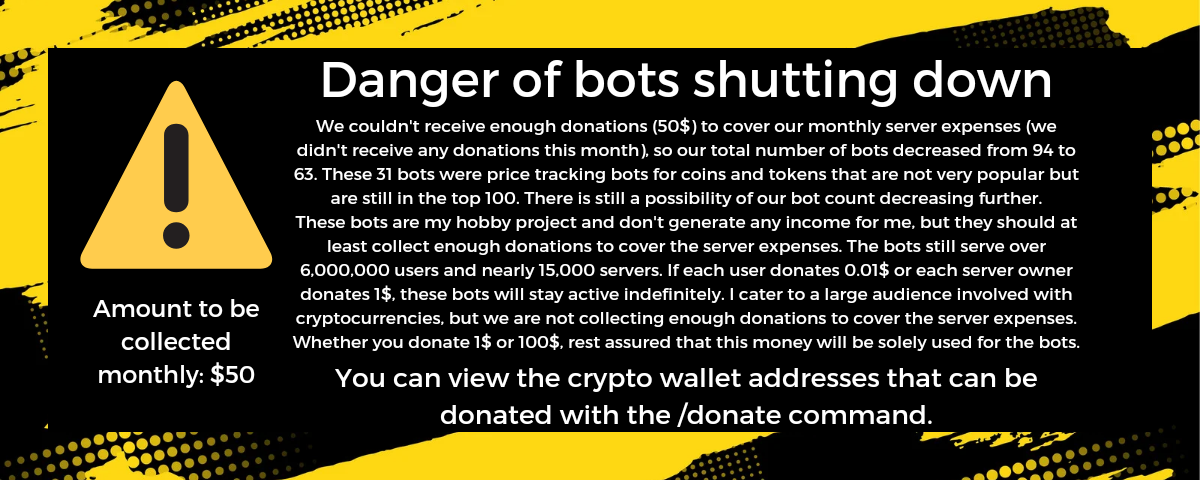 Danger of bots shutting down
We couldn't receive enough donations (50$) to cover our monthly server expenses (we
didn't receive any donations this month), so our total number of bots decreased from 94 to
63. These 31 bots were price tracking bots for coins and tokens that are not very popular but
are still in the top 100. There is still a possibility of our bot count decreasing further.
These bots are my hobby project and don't generate any income for me, but they should at
least collect enough donations to cover the server expenses. The bots still serve over
6,000,000 users and nearly 15,000 servers. If each user donates 0.01$ or each server owner
donates 1$, these bots will stay active indefinitely. I cater to a large audience involved with
cryptocurrencies, but we are not collecting enough donations to cover the server expenses.
Whether you donate 1$ or 100$, rest assured that this money will be solely used for the bots.
You can view the crypto wallet addresses that can be
donated with the /donate command.
Amount to be
collected
monthly: $50